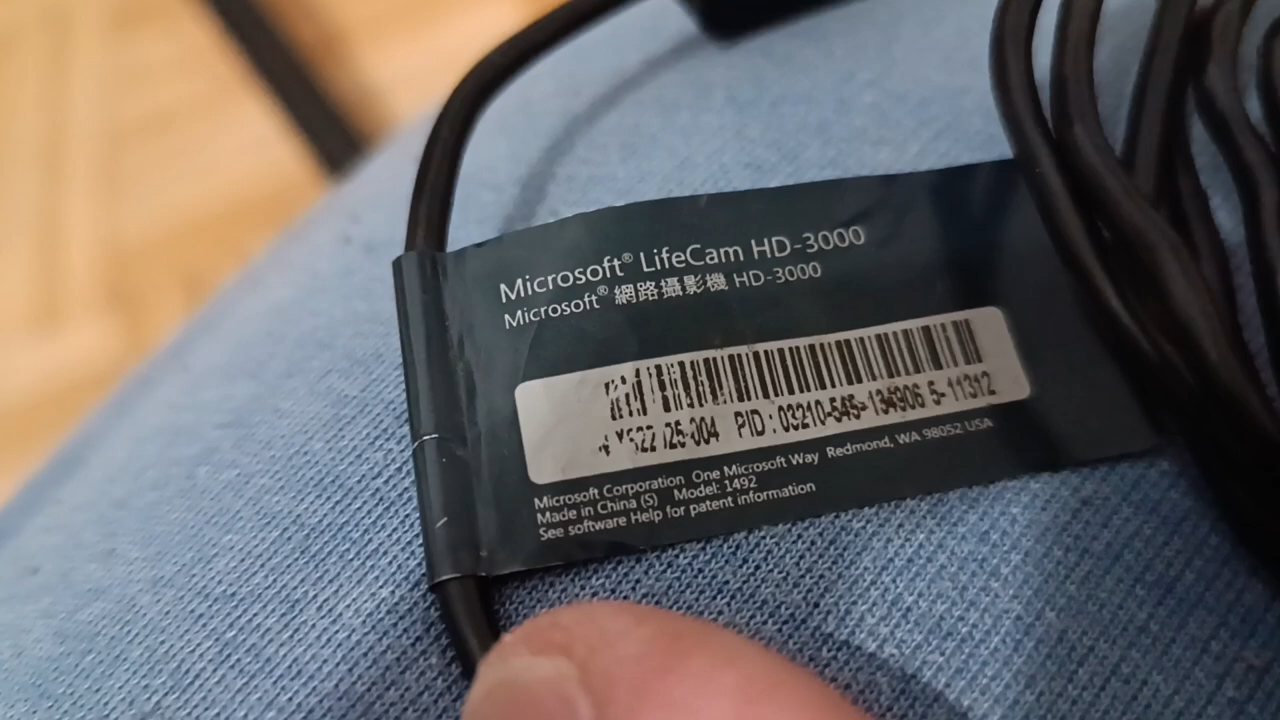 Microsoft® LifeCam HD-3000
Microsoft® 網路攝影機 HD-3000
PID : 03210-545- 5-11312
Microsoft Corporation One Microsoft Way Redmond, WA 98052 USA
Made in China (S) Model: 1492
See software Help for patent information